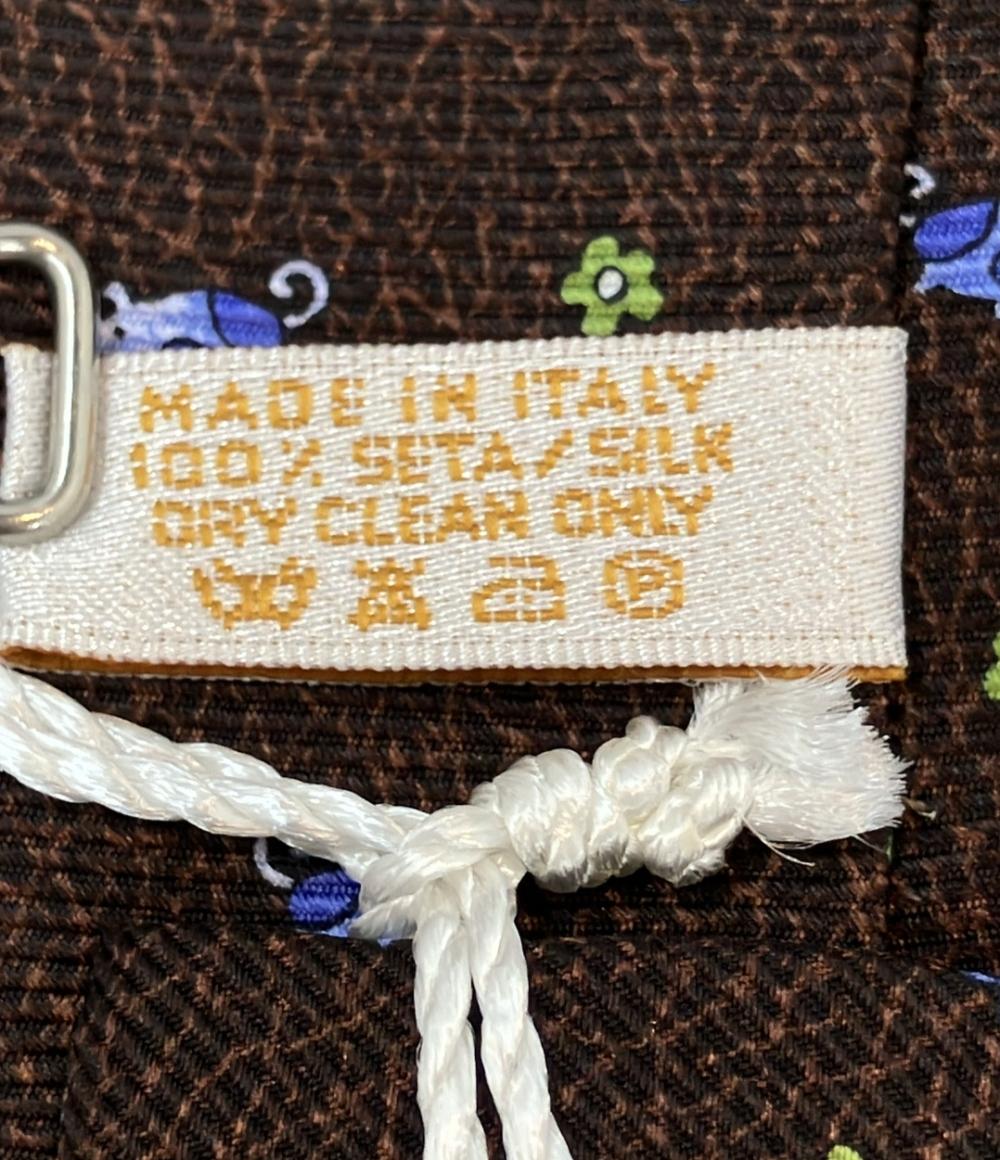 MADE IN ITALY
100% SETA/SILK
DRY CLEAN ONLY
P